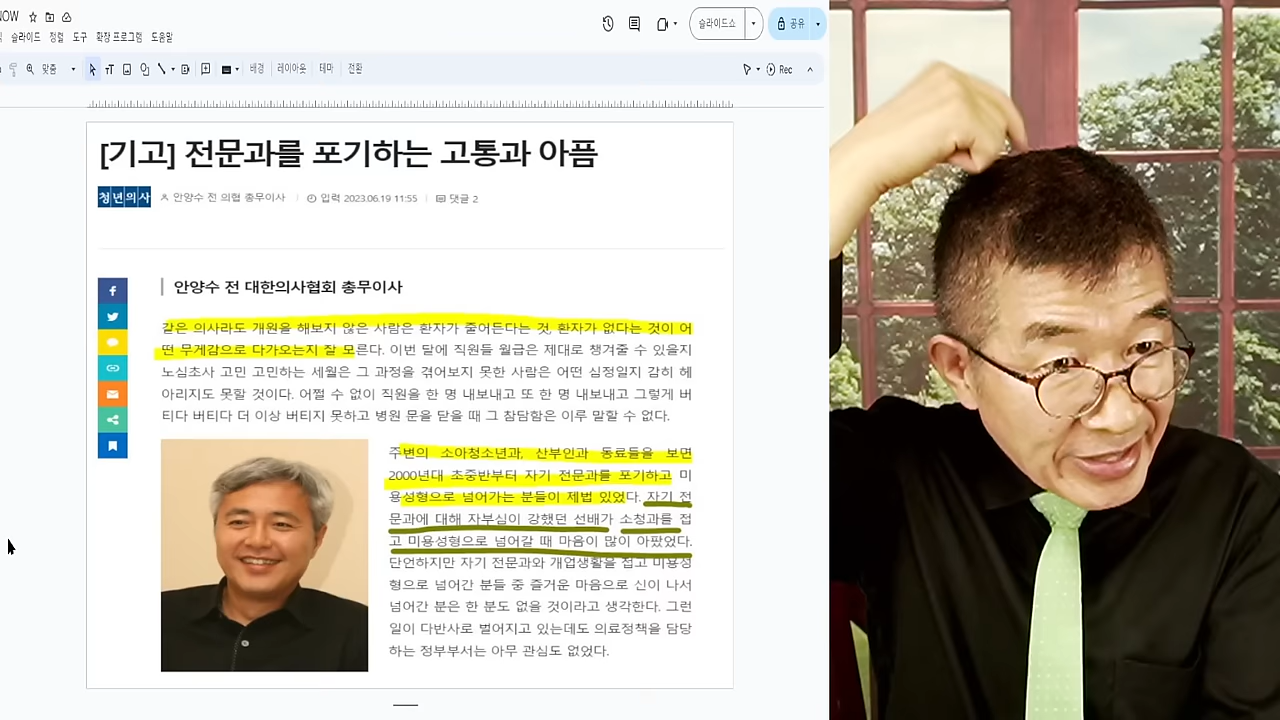 NOW
슬라이드 정렬 도구 확장 프로그램 도움말
슬라이드쇼
공유
맞춤
배경 레이아웃 테마 전환
Rec
[기고] 전문과를 포기하는 고통과 아픔
청년의사 안양수 전 의협 총무이사 입력 2023.06.19 11:55 댓글 2
안양수 전 대한의사협회 총무이사
같은 의사라도 개원을 해보지 않은 사람은 환자가 줄어든다는 것, 환자가 없다는 것이 어
떤 무게감으로 다가오는지 잘 모른다. 이번 달에 직원들 월급은 제대로 챙겨줄 수 있을지
노심초사 고민 고민하는 세월은 그 과정을 겪어보지 못한 사람은 어떤 심정일지 감히 헤
아리지도 못할 것이다. 어쩔 수 없이 직원을 한 명 내보내고 또 한 명 내보내고 그렇게 버
티다 버티다 더 이상 버티지 못하고 병원 문을 닫을 때 그 참담함은 이루 말할 수 없다.
주변의 소아청소년과, 산부인과 동료들을 보면
2000년대 초중반부터 자기 전문과를 포기하고 미
용성형으로 넘어가는 분들이 제법 있었다. 자기 전
문과에 대해 자부심이 강했던 선배가 소청과를 접
고 미용성형으로 넘어갈 때 마음이 많이 아팠었다.
단언하지만 자기 전문과와 개업생활을 접고 미용성
형으로 넘어간 분들 중 즐거운 마음으로 신이 나서
넘어간 분은 한 분도 없을 것이라고 생각한다. 그런
일이 다반사로 벌어지고 있는데도 의료정책을 담당
하는 정부부서는 아무 관심도 없었다.